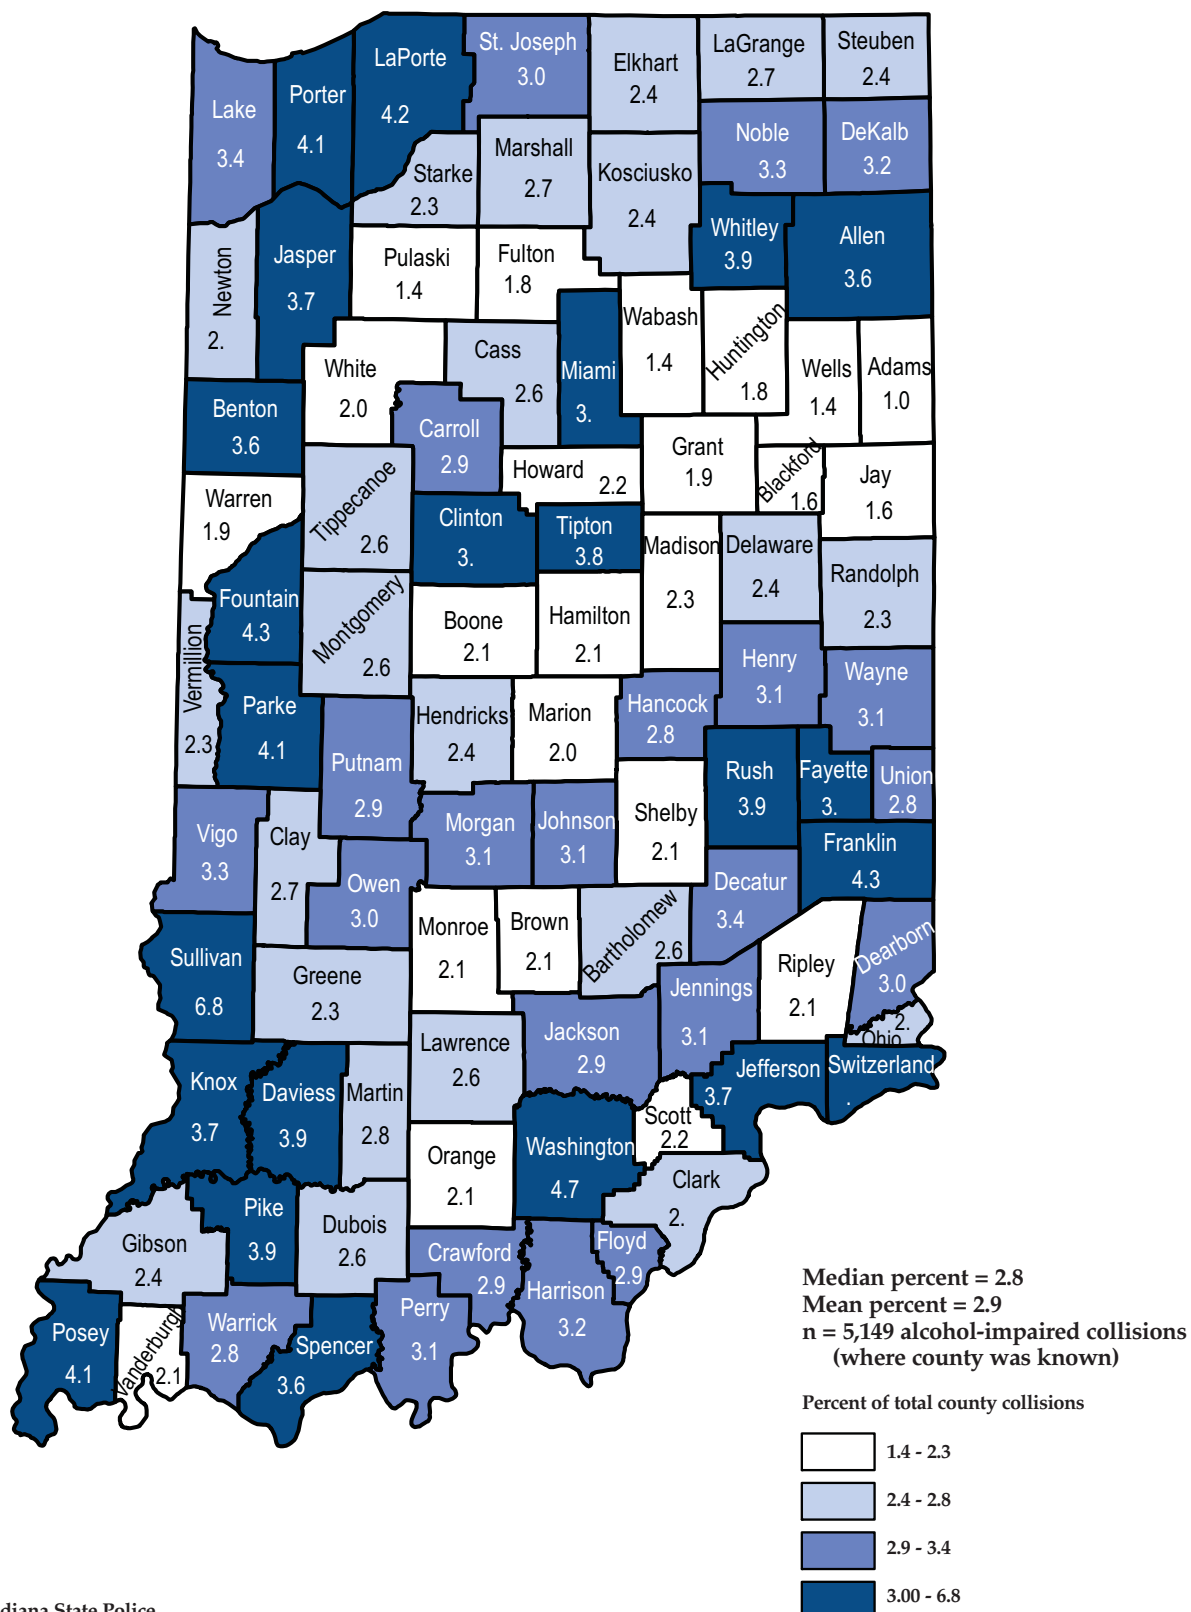 St. Joseph
3.0
LaPorte
4.2
Elkhart
2.4
LaGrange
2.7
Steuben
2.4
Lake
3.4
Porter
4.1
Noble
3.3
DeKalb
3.2
Starke
2.3
Marshall
2.7
Kosciusko
2.4
Whitley
3.9
Allen
3.6
Newton
2.
Jasper
3.7
Pulaski
1.4
Fulton
1.8
Wabash
1.4
Huntington
1.8
Wells
1.4
Adams
1.0
White
2.0
Cass
2.6
Miami
3.
Benton
3.6
Carroll
2.9
Grant
1.9
Blackford
1.6
Jay
1.6
Howard
2.2
Warren
1.9
Tippecanoe
2.6
Clinton
3.
Tipton
3.8
Madison
2.3
Delaware
2.4
Randolph
2.3
Fountain
4.3
Montgomery
2.6
Boone
2.1
Hamilton
2.1
Vermillion
2.3
Parke
4.1
Henry
3.1
Wayne
3.1
Hendricks
2.4
Marion
2.0
Hancock
2.8
Putnam
2.9
Rush
3.9
Fayette
3.
Union
2.8
Vigo
3.3
Clay
2.7
Morgan
3.1
Johnson
3.1
Shelby
2.1
Franklin
4.3
Owen
3.0
Decatur
3.4
Monroe
2.1
Brown
2.1
Bartholomew
2.6
Sullivan
6.8
Greene
2.3
Ripley
2.1
Dearborn
3.0
Jennings
3.1
Ohio
2.
Lawrence
2.6
Jackson
2.9
Jefferson
3.7
Switzerland
.
Knox
3.7
Daviess
3.9
Martin
2.8
Scott
2.2
Orange
2.1
Washington
4.7
Clark
2.
Pike
3.9
Dubois
2.6
Gibson
2.4
Crawford
2.9
Floyd
2.9
Harrison
3.2
Posey
4.1
Vanderburgh
2.1
Warrick
2.8
Spencer
3.6
Perry
3.1
Median percent = 2.8
Mean percent = 2.9
n = 5,149 alcohol-impaired collisions
(where county was known)
Percent of total county collisions
1.4 - 2.3
2.4 - 2.8
2.9 - 3.4
3.00 - 6.8
diana State Police